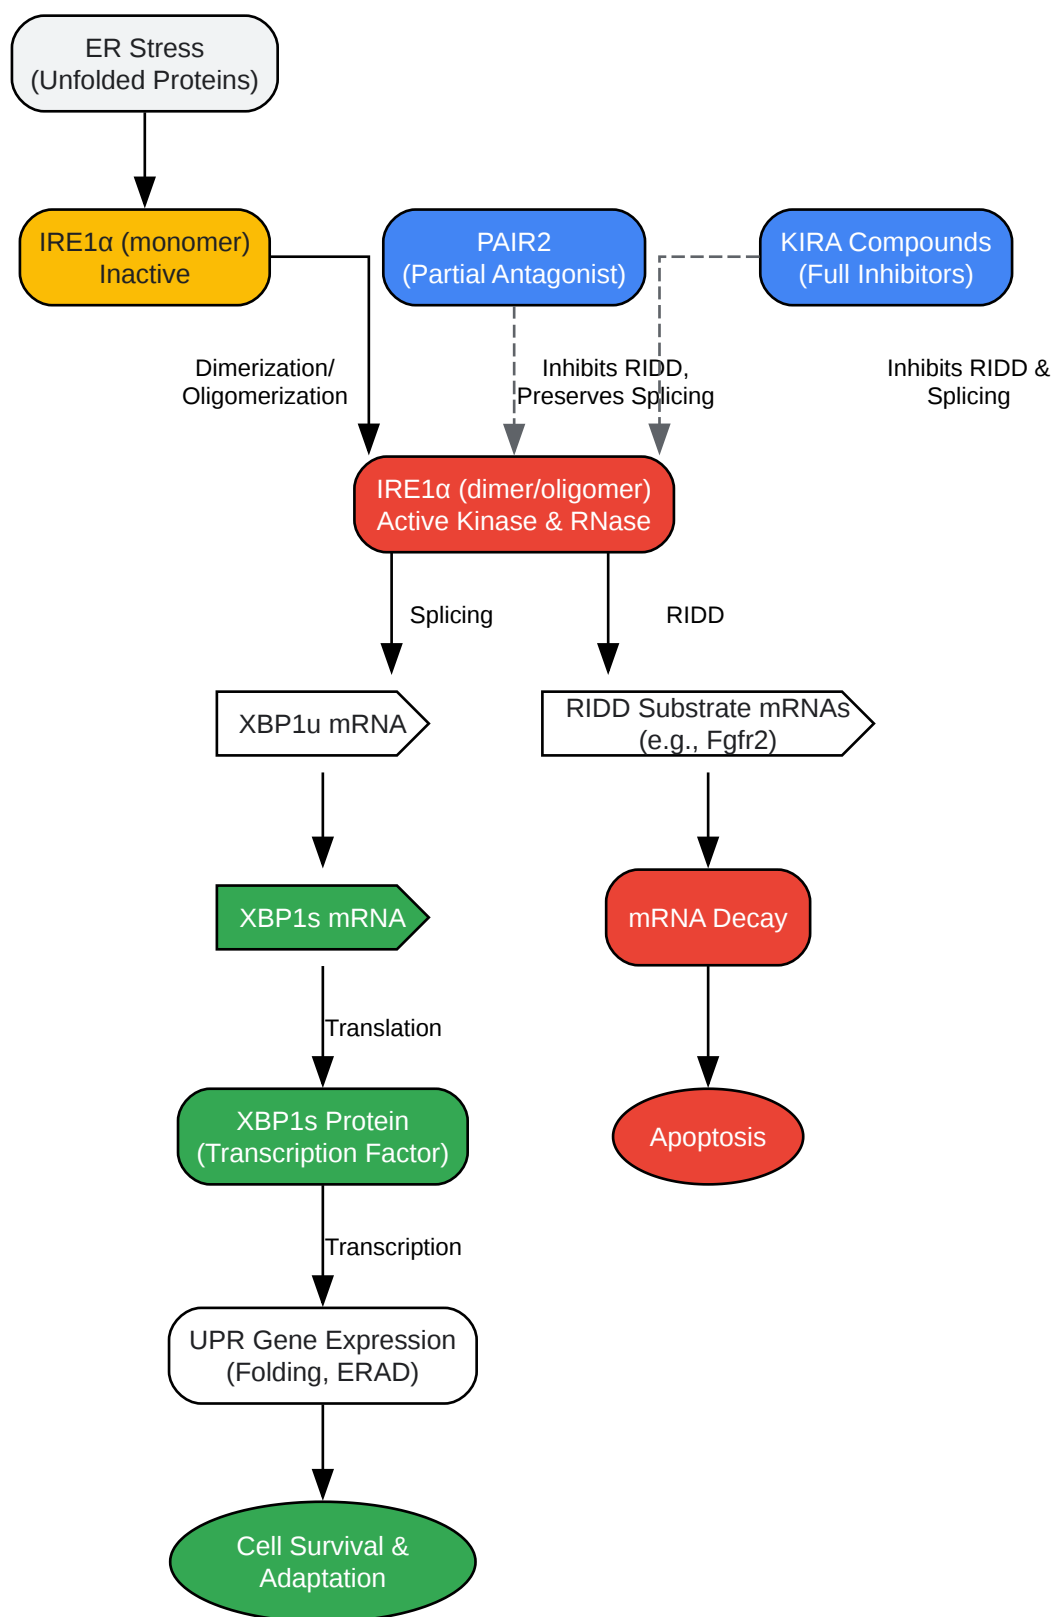 ER Stress
(Unfolded Proteins)
IRE1α (monomer)
Inactive
PAIR2
(Partial Antagonist)
KIRA Compounds
(Full Inhibitors)
Dimerization/
Oligomerization
Inhibits RIDD,
Preserves Splicing
Inhibits RIDD &
Splicing
IRE1α (dimer/oligomer)
Active Kinase & RNase
Splicing
RIDD
XBP1u mRNA
RIDD Substrate mRNAs
(e.g., Fgfr2)
XBP1s mRNA
mRNA Decay
Translation
XBP1s Protein
(Transcription Factor)
Apoptosis
Transcription
UPR Gene Expression
(Folding, ERAD)
Cell Survival &
Adaptation